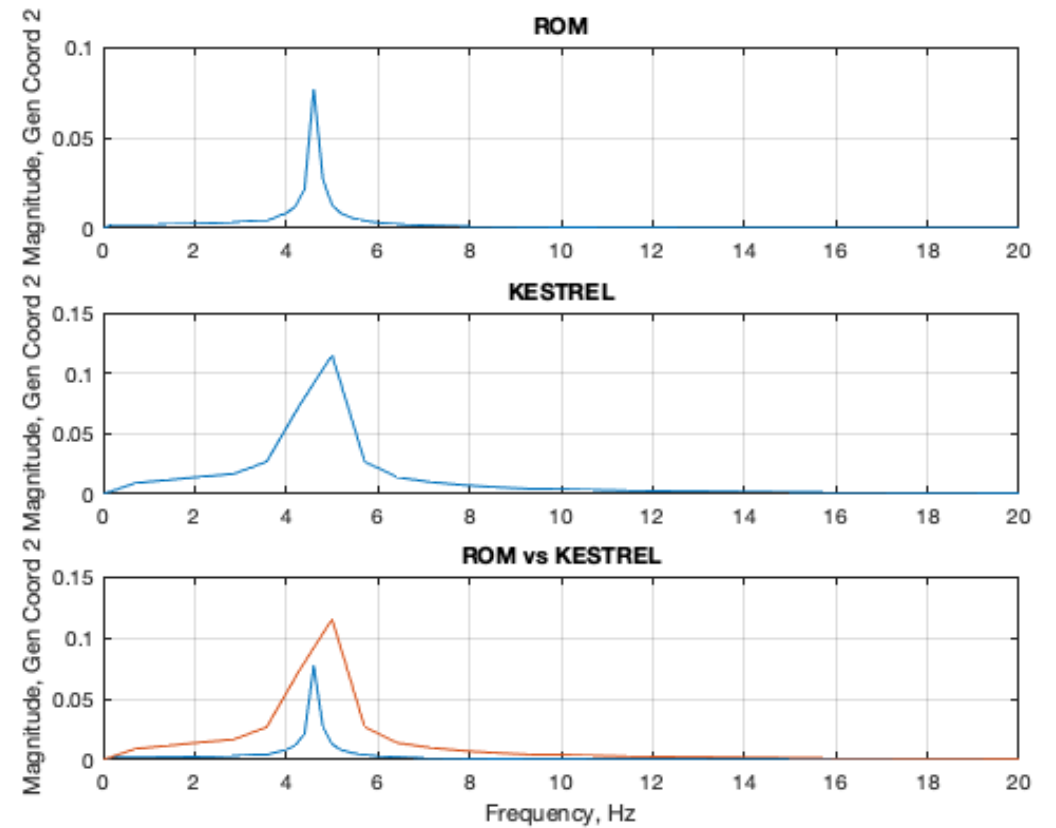 ROM
Magnitude, Gen Coord 2
0.1
0.05
0
0 2 4 6 8 10 12 14 16 18 20
KESTREL
Magnitude, Gen Coord 2
0.15
0.1
0.05
0
0 2 4 6 8 10 12 14 16 18 20
ROM vs KESTREL
Magnitude, Gen Coord 2
0.15
0.1
0.05
0
0 2 4 6 8 10 12 14 16 18 20
Frequency, Hz